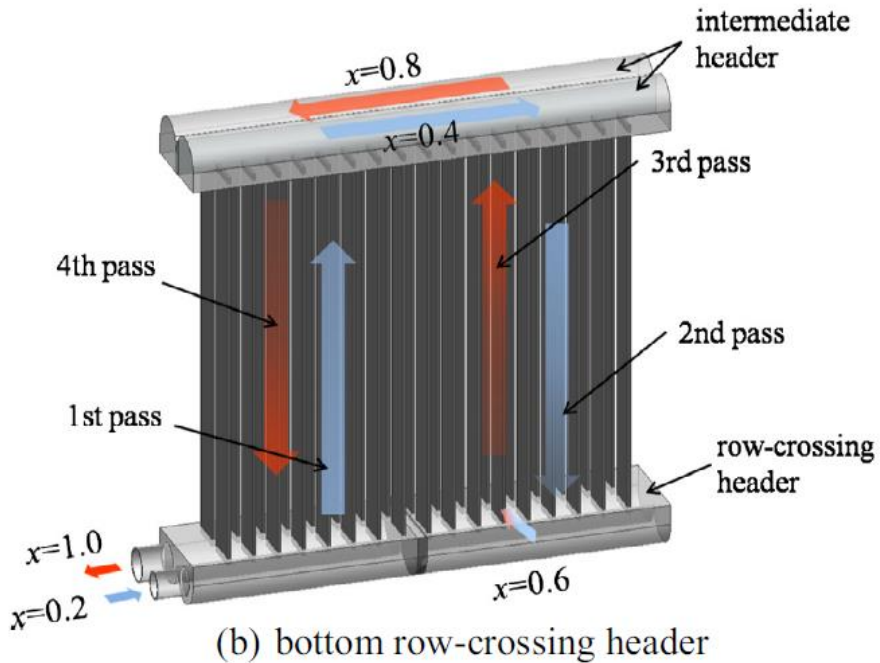 intermediate
header
x=0.8
x=0.4
3rd pass
4th pass
2nd pass
1st pass
row-crossing
header
x=1.0
x=0.2
x=0.6
(b) bottom row-crossing header